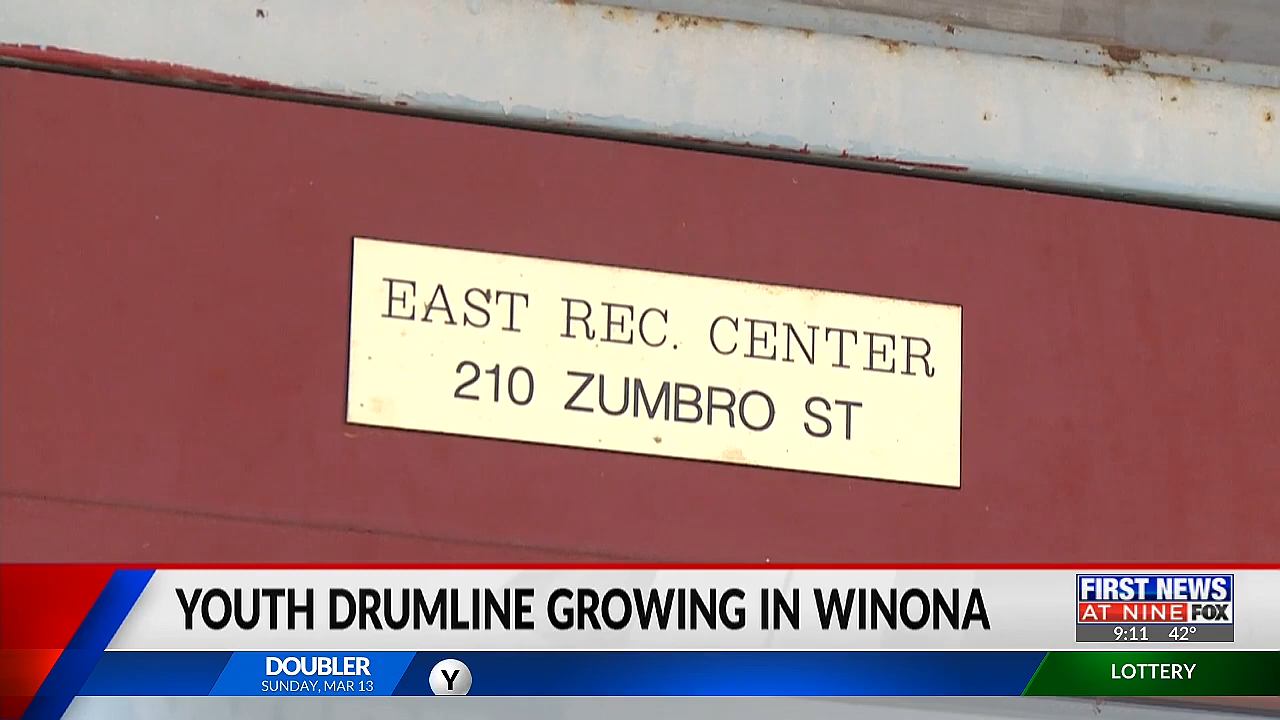 EAST REC. CENTER
210 ZUMBRO ST
YOUTH DRUMLINE GROWING IN WINONA
FIRST NEWS
AT NINE FOX
9:11 42°
DOUBLER
SUNDAY, MAR 13
Y
LOTTERY